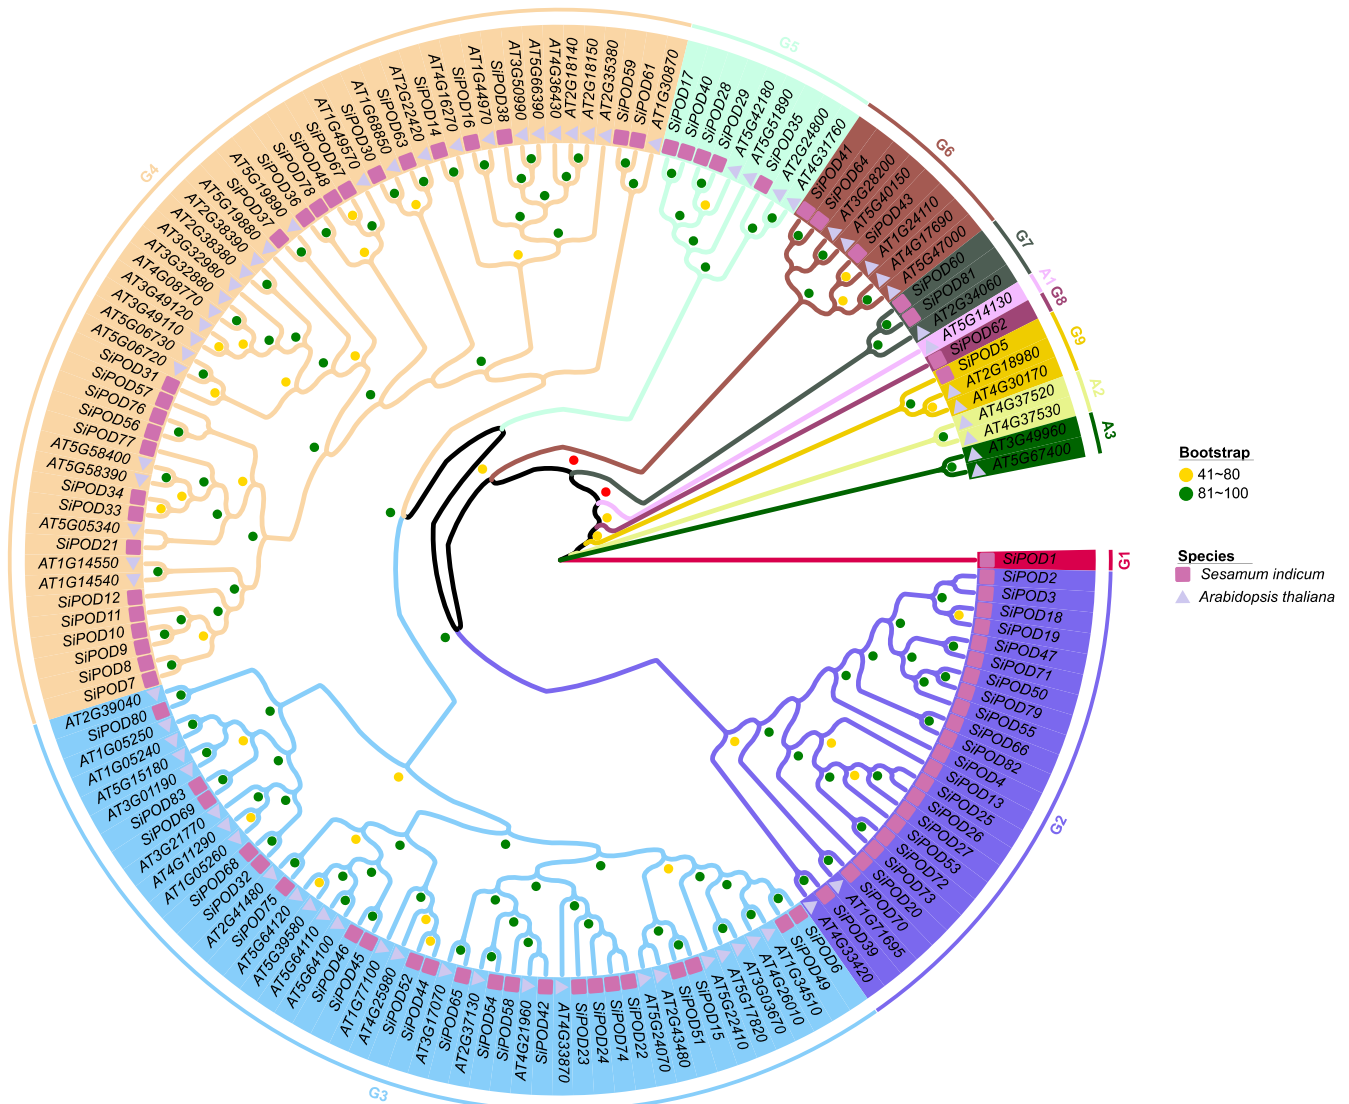 G5
G6
G7
A1
G8
G9
A2
A3
G1
G2
G3
G4
AT1G30870
SiPOD17
SiPOD40
SiPOD28
SiPOD29
AT5G42180
AT5G51890
SiPOD35
AT2G24800
AT4G31760
SiPOD41
SiPOD64
AT3G28200
AT5G40150
SiPOD43
AT1G24110
AT4G17690
AT5G47000
SiPOD60
SiPOD81
AT2G34060
AT5G14130
SiPOD62
SiPOD5
AT2G18980
AT4G30170
AT4G37520
AT4G37530
AT3G49960
AT5G67400
SiPOD1
SiPOD2
SiPOD3
SiPOD18
SiPOD19
SiPOD47
SiPOD71
SiPOD50
SiPOD79
SiPOD55
SiPOD66
SiPOD82
SiPOD4
SiPOD13
SiPOD25
SiPOD26
SiPOD27
SiPOD53
SiPOD72
SiPOD73
SiPOD20
SiPOD70
AT1G71695
SiPOD39
AT4G33420
SiPOD6
SiPOD49
AT1G34510
AT4G26010
AT3G03670
AT5G17820
AT5G22410
SiPOD15
SiPOD51
AT2G43480
AT5G24070
SiPOD22
SiPOD74
SiPOD24
SiPOD23
AT4G33870
SiPOD42
AT4G21960
SiPOD58
SiPOD54
AT2G37130
SiPOD65
AT3G17070
SiPOD44
SiPOD52
AT4G25980
AT1G77100
SiPOD45
SiPOD46
AT5G64100
AT5G64110
AT5G39580
AT5G64120
SiPOD75
AT2G41480
SiPOD32
SiPOD68
AT1G05260
AT4G11290
AT3G21770
SiPOD69
SiPOD83
AT3G01190
AT5G15180
AT1G05240
AT1G05250
SiPOD80
AT2G39040
SiPOD7
SiPOD8
SiPOD9
SiPOD10
SiPOD11
SiPOD12
AT1G14540
AT1G14550
SiPOD21
AT5G05340
SiPOD33
SiPOD34
AT5G58390
AT5G58400
SiPOD77
SiPOD56
SiPOD76
SiPOD57
SiPOD31
AT5G06720
AT5G06730
AT3G49110
AT3G49120
AT4G08770
AT3G32880
AT3G32980
AT2G38380
AT2G38390
AT5G19880
SiPOD37
AT5G19890
SiPOD36
SiPOD78
SiPOD48
SiPOD67
AT1G49570
SiPOD30
AT1G68850
SiPOD63
AT2G22420
SiPOD14
AT4G16270
SiPOD16
AT1G44970
SiPOD38
AT3G50990
AT5G66390
AT4G36430
AT2G18140
AT2G18150
AT2G35380
SiPOD59
SiPOD61
Bootstrap
41~80
81~100
Species
Sesamum indicum
Arabidopsis thaliana